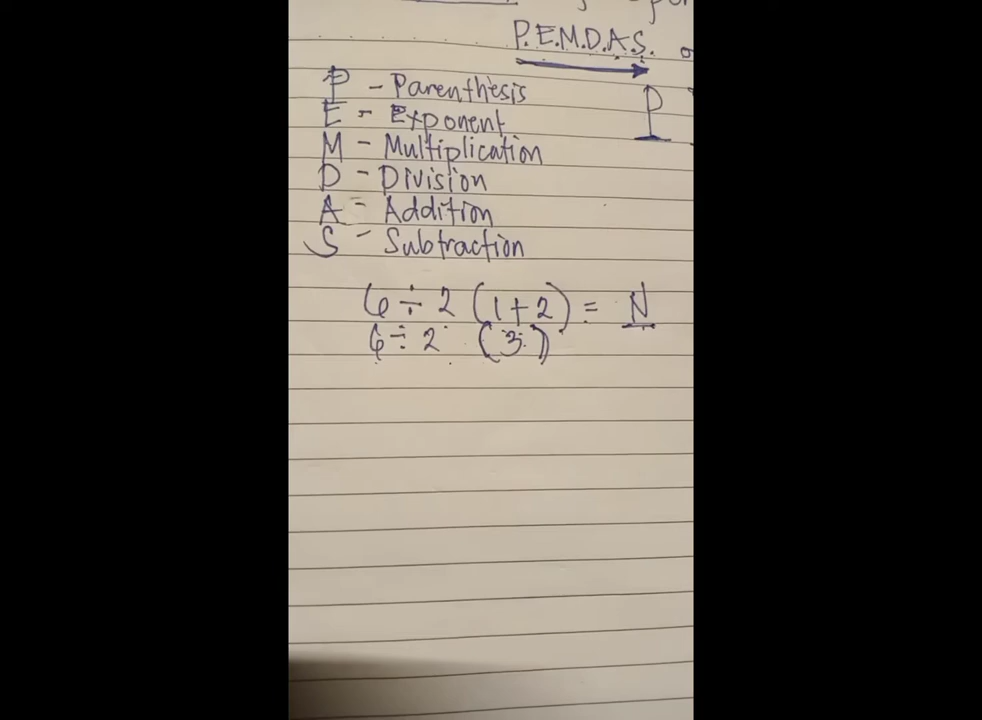 P.E.M.D.A.S.
P - Parenthesis
P
E - Exponent
M - Multiplication
D - Division
A - Addition
S - Subtraction
6 ÷ 2 (1+2) = N
6 ÷ 2 (3)